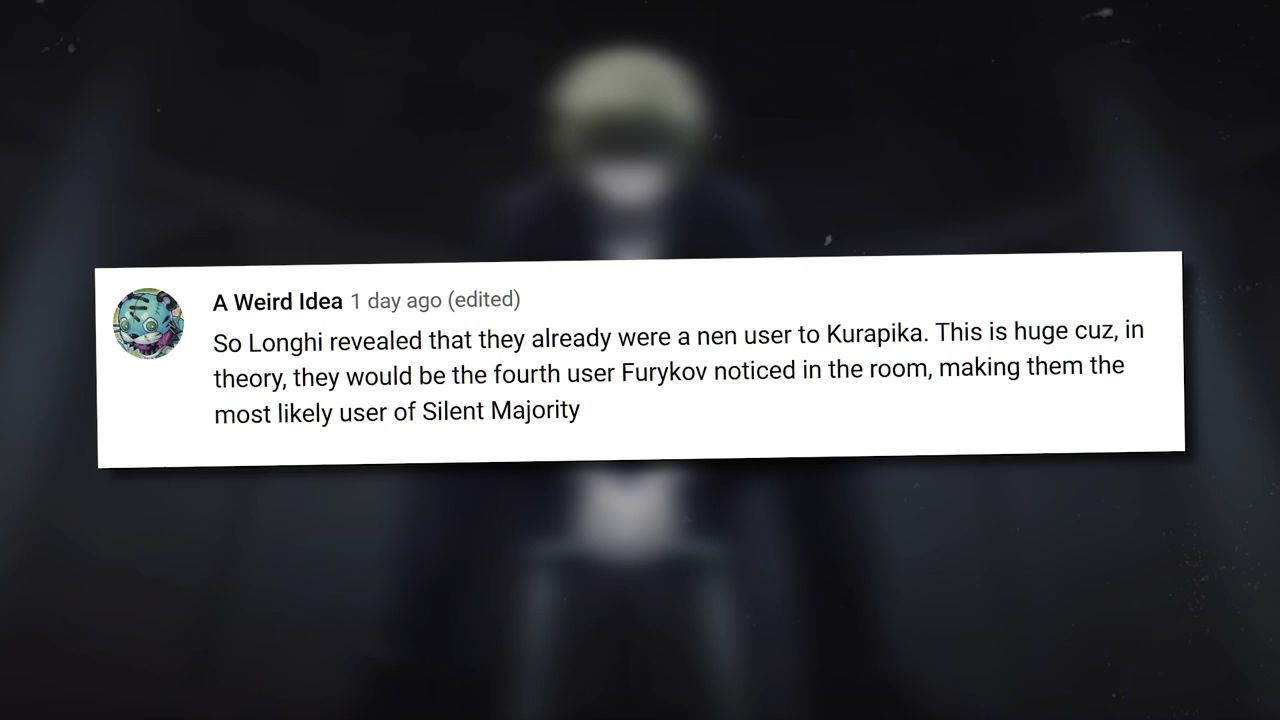 A Weird Idea 1 day ago (edited)
So Longhi revealed that they already were a nen user to Kurapika. This is huge cuz, in
theory, they would be the fourth user Furykov noticed in the room, making them the
most likely user of Silent Majority